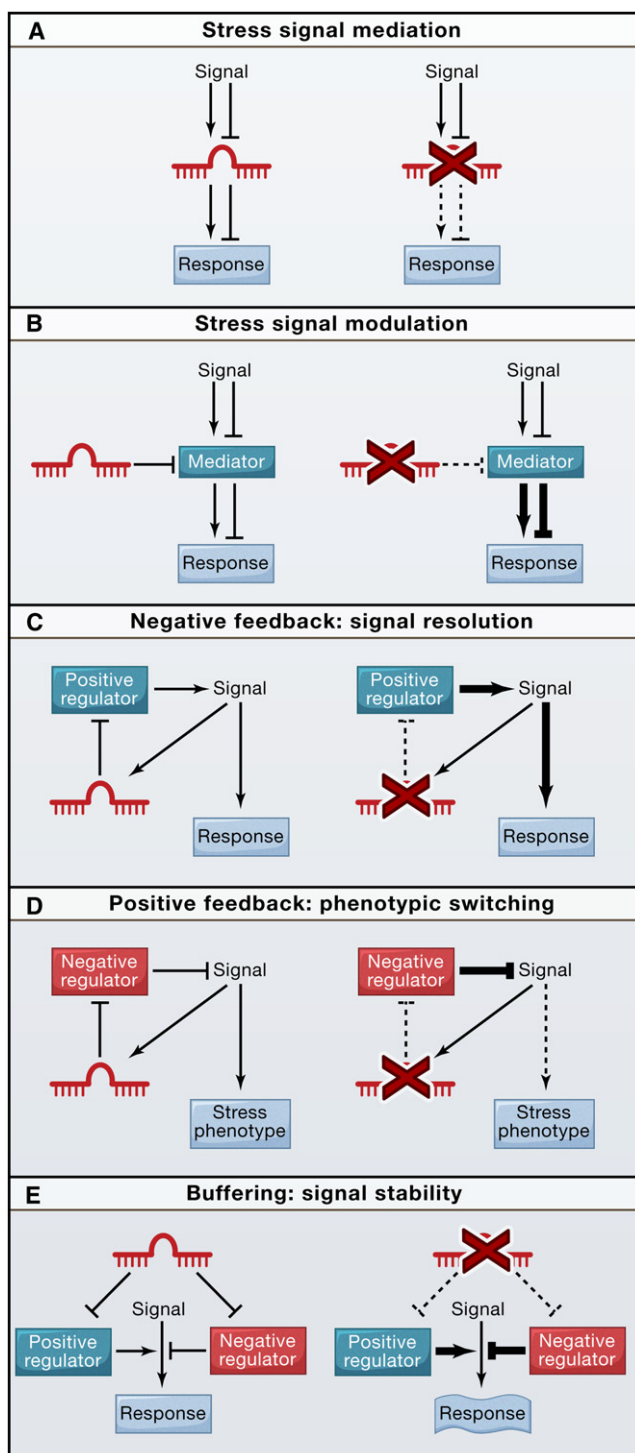 A Stress signal mediation
Signal Signal
Response Response
B Stress signal modulation
Signal Signal
Mediator Mediator
Response Response
C Negative feedback: signal resolution
Positive
regulator
Signal
Response
Positive
regulator
Signal
Response
D Positive feedback: phenotypic switching
Negative
regulator
Signal
Stress
phenotype
Negative
regulator
Signal
Stress
phenotype
E Buffering: signal stability
Signal
Positive
regulator
Negative
regulator
Response
Signal
Positive
regulator
Negative
regulator
Response